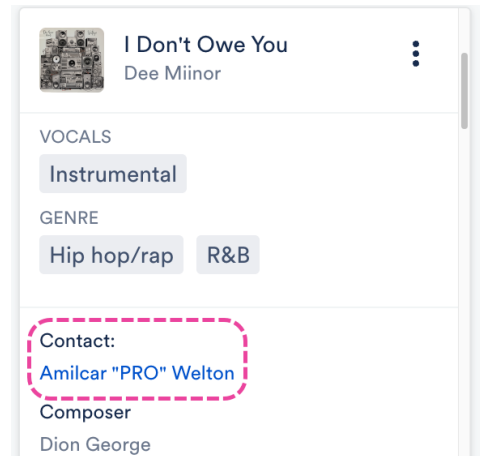 I Don't Owe You
Dee Miinor
VOCALS
Instrumental
GENRE
Hip hop/rap R&B
Contact:
Amilcar "PRO" Welton
Composer
Dion George